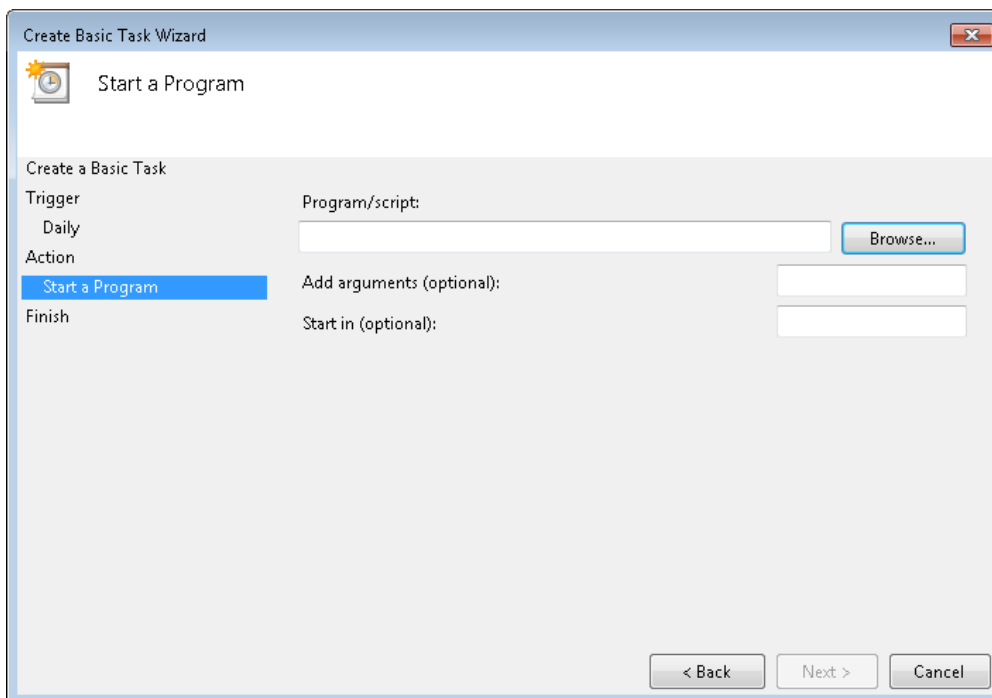 Create Basic Task Wizard
Start a Program
Create a Basic Task
Trigger
Daily
Action
Start a Program
Finish
Program/script:
Browse...
Add arguments (optional):
Start in (optional):
< Back
Next >
Cancel